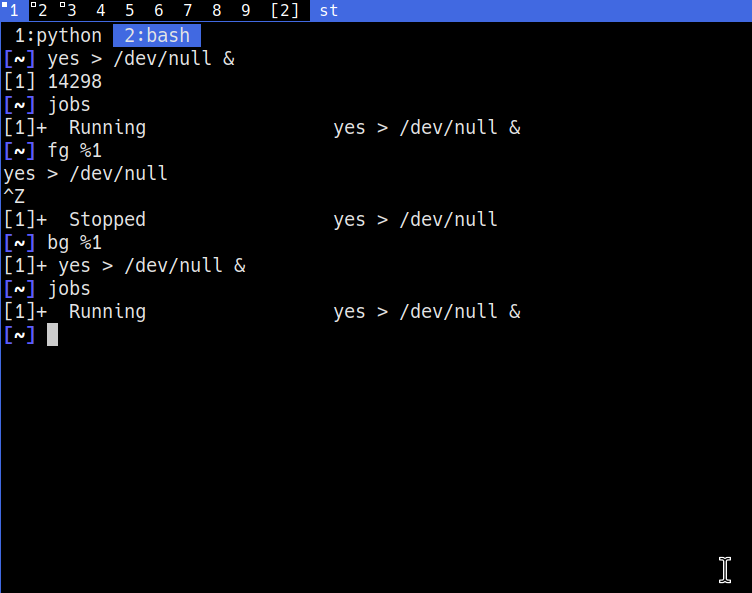 1 2 3 4 5 6 7 8 9 [2] st
1:python 2:bash
[~] yes > /dev/null &
[1] 14298
[~] jobs
[1]+  Running                 yes > /dev/null &
[~] fg %1
yes > /dev/null
^Z
[1]+  Stopped                 yes > /dev/null
[~] bg %1
[1]+ yes > /dev/null &
[~] jobs
[1]+  Running                 yes > /dev/null &
[~]